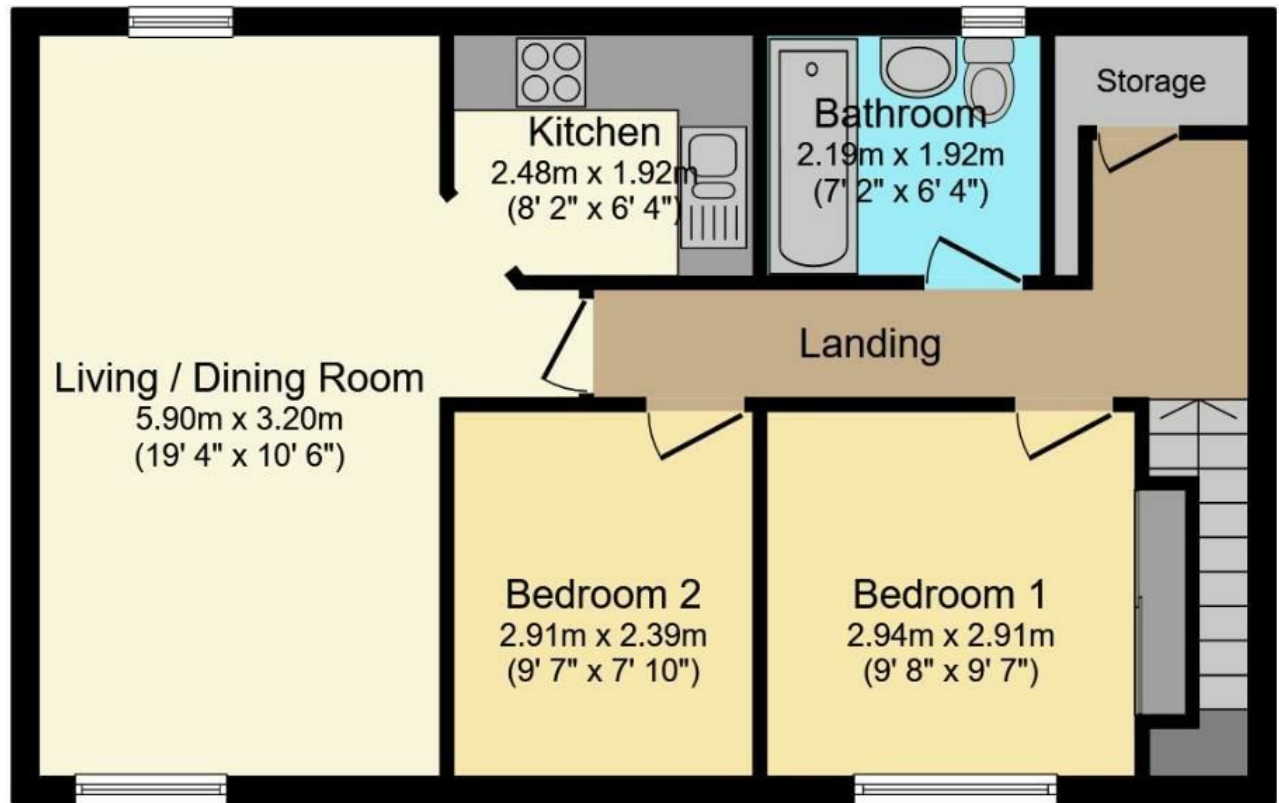 Kitchen
2.48m x 1.92m
(8' 2" x 6' 4")
Bathroom
2.19m x 1.92m
(7' 2" x 6' 4")
Storage
Landing
Living / Dining Room
5.90m x 3.20m
(19' 4" x 10' 6")
Bedroom 2
2.91m x 2.39m
(9' 7" x 7' 10")
Bedroom 1
2.94m x 2.91m
(9' 8" x 9' 7")